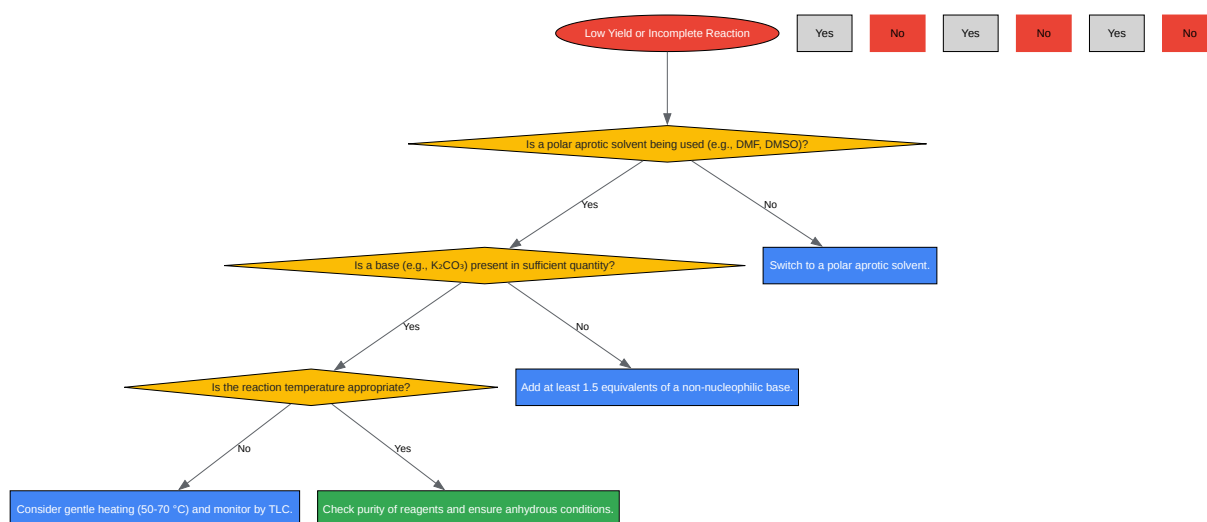 Low Yield or Incomplete Reaction
Yes
No
Yes
No
Yes
No
Is a polar aprotic solvent being used (e.g., DMF, DMSO)?
Yes
No
Is a base (e.g., K₂CO₃) present in sufficient quantity?
Switch to a polar aprotic solvent.
Yes
No
Is the reaction temperature appropriate?
Add at least 1.5 equivalents of a non-nucleophilic base.
No
Yes
Consider gentle heating (50-70 °C) and monitor by TLC.
Check purity of reagents and ensure anhydrous conditions.